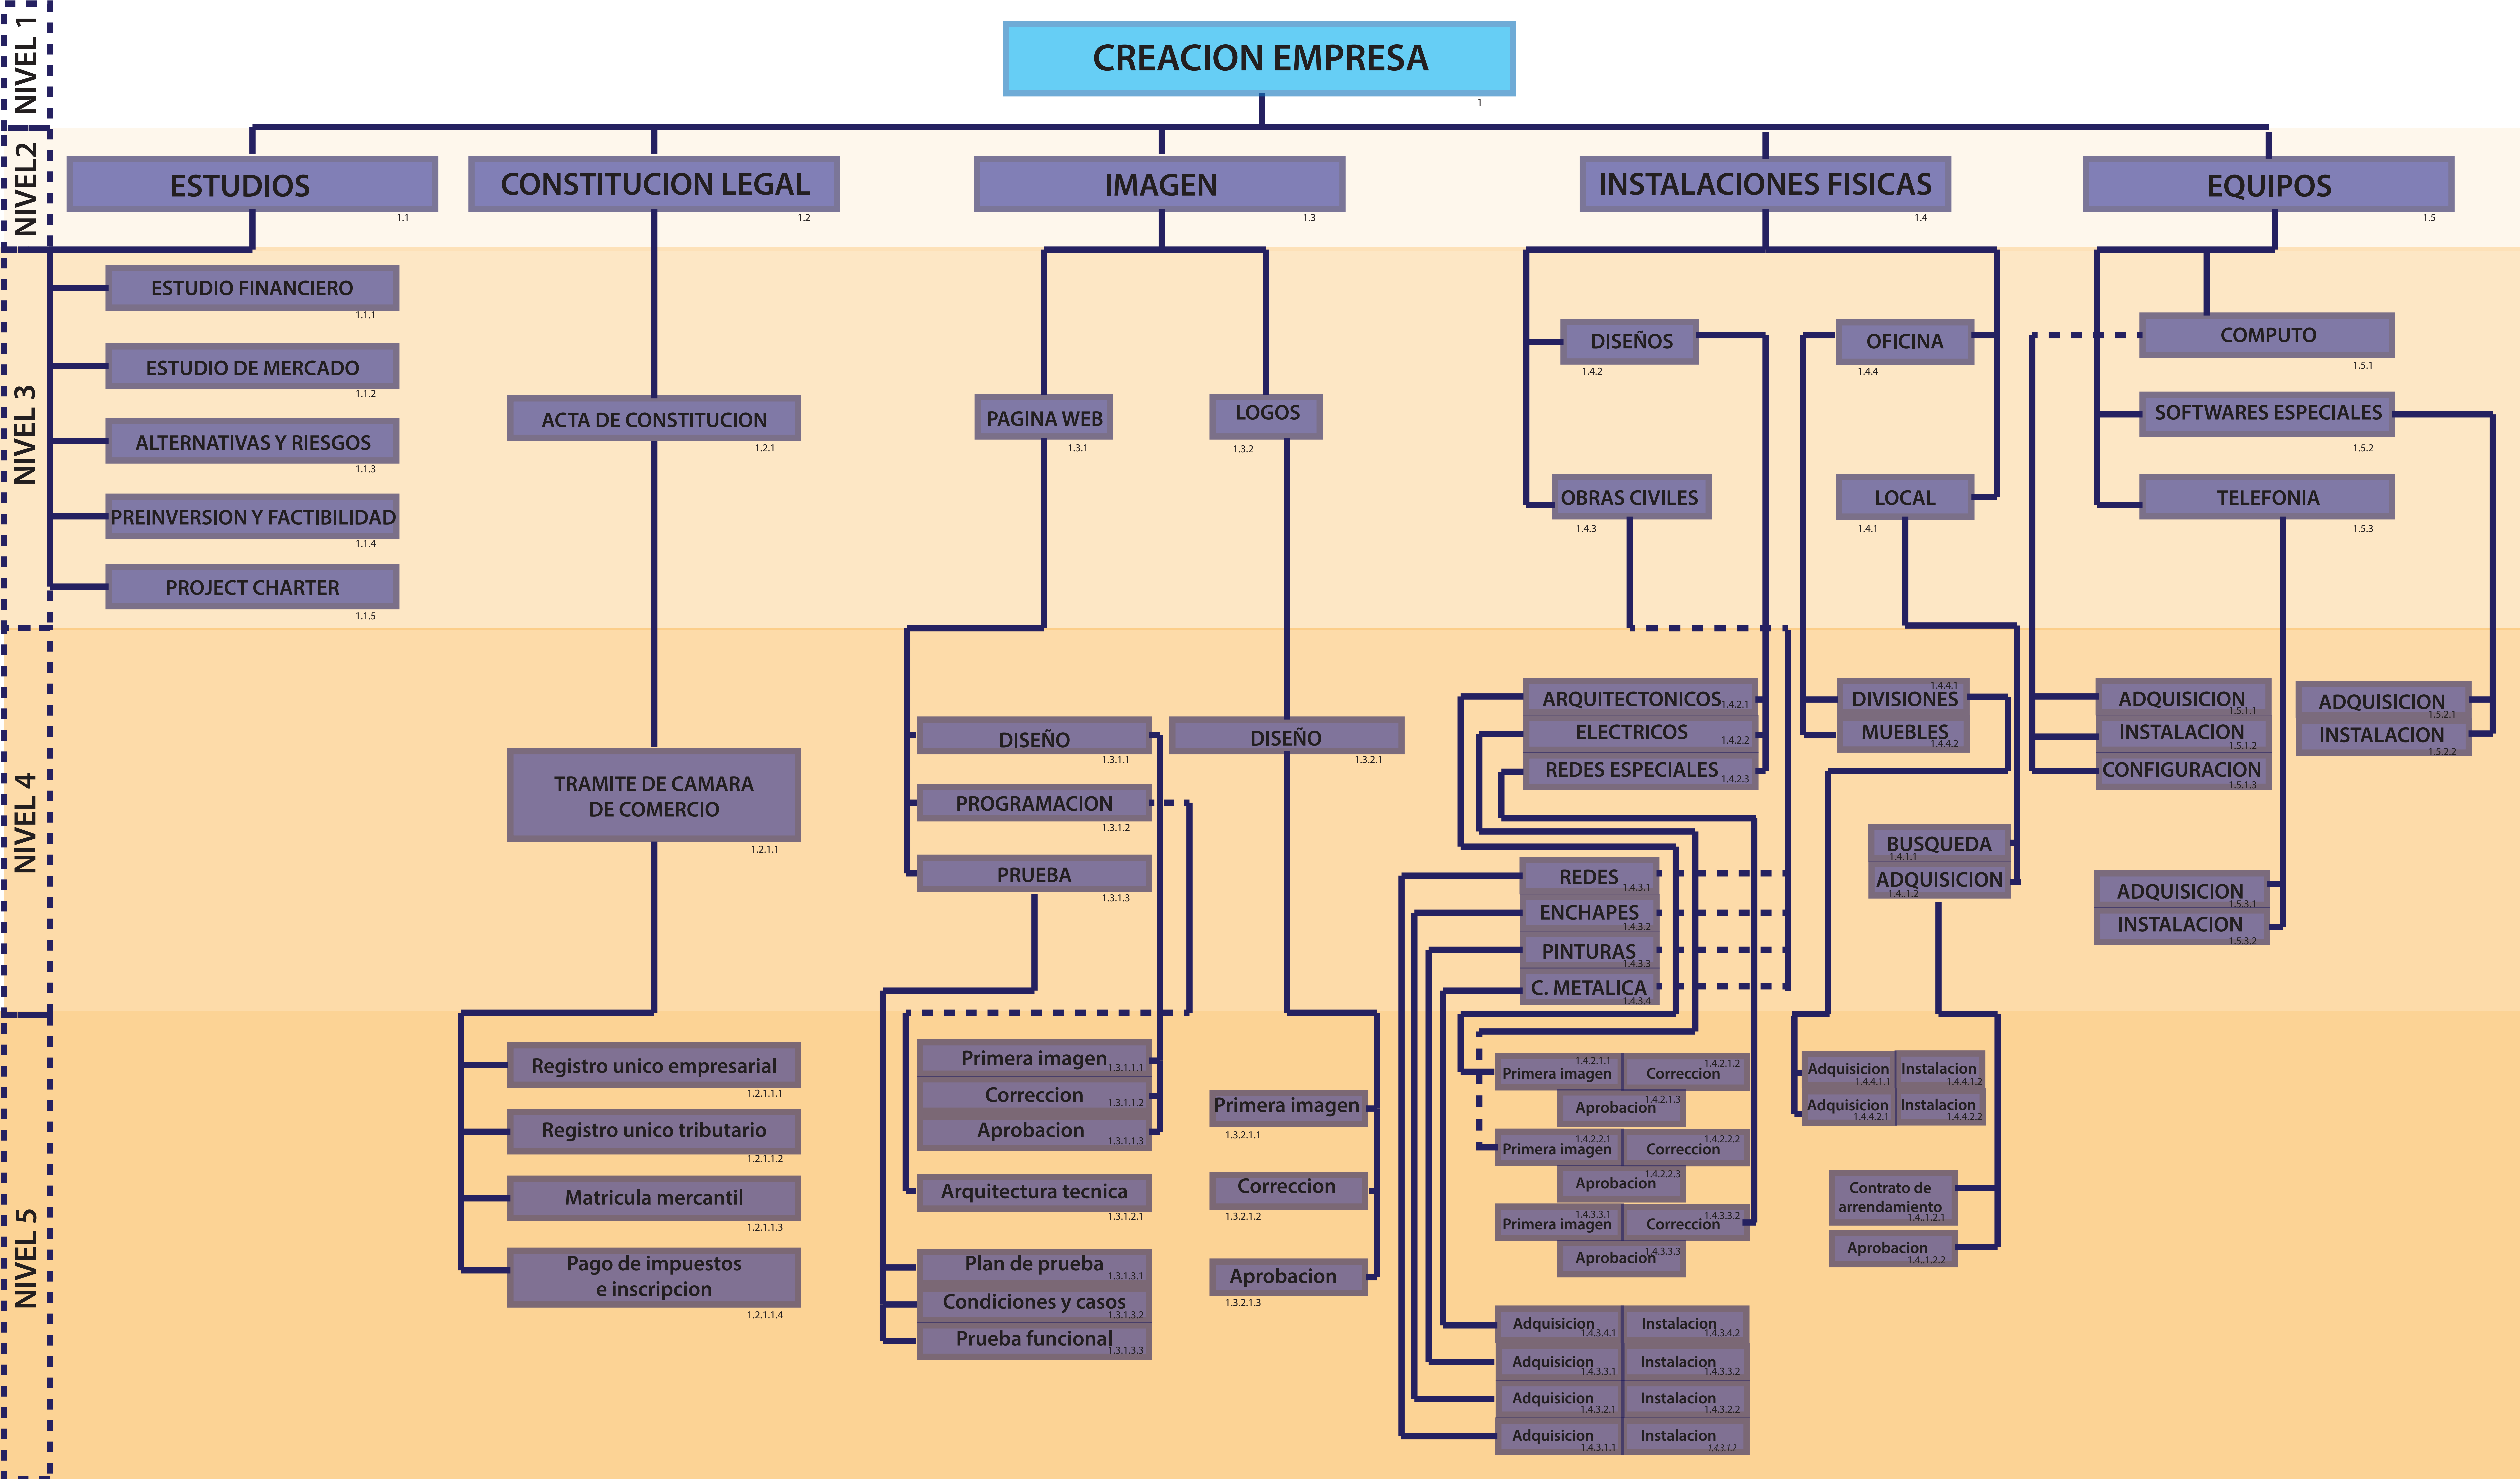 NIVEL 1
CREACION EMPRESA
1
NIVEL2
ESTUDIOS
1.1
CONSTITUCION LEGAL
1.2
IMAGEN
1.3
INSTALACIONES FISICAS
1.4
EQUIPOS
1.5
NIVEL 3
ESTUDIO FINANCIERO
1.1.1
ESTUDIO DE MERCADO
1.1.2
ALTERNATIVAS Y RIESGOS
1.1.3
PREINVERSION Y FACTIBILIDAD
1.1.4
PROJECT CHARTER
1.1.5
ACTA DE CONSTITUCION
1.2.1
PAGINA WEB
1.3.1
LOGOS
1.3.2
DISEÑOS
1.4.2
OBRAS CIVILES
1.4.3
OFICINA
1.4.4
LOCAL
1.4.1
COMPUTO
1.5.1
SOFTWARES ESPECIALES
1.5.2
TELEFONIA
1.5.3
NIVEL 4
TRAMITE DE CAMARA
DE COMERCIO
1.2.1.1
DISEÑO
1.3.1.1
PROGRAMACION
1.3.1.2
PRUEBA
1.3.1.3
DISEÑO
1.3.2.1
ARQUITECTONICOS
1.4.2.1
ELECTRICOS
1.4.2.2
REDES ESPECIALES
1.4.2.3
REDES
1.4.3.1
ENCHAPES
1.4.3.2
PINTURAS
1.4.3.3
C. METALICA
1.4.3.4
1.4.4.1
DIVISIONES
MUEBLES
1.4.4.2
BUSQUEDA
1.4.1.1
ADQUISICION
1.4..1.2
ADQUISICION
1.5.1.1
INSTALACION
1.5.1.2
CONFIGURACION
1.5.1.3
ADQUISICION
1.5.2.1
INSTALACION
1.5.2.2
ADQUISICION
1.5.3.1
INSTALACION
1.5.3.2
NIVEL 5
Registro unico empresarial
1.2.1.1.1
Registro unico tributario
1.2.1.1.2
Matricula mercantil
1.2.1.1.3
Pago de impuestos
e inscripcion
1.2.1.1.4
Primera imagen
1.3.1.1.1
Correccion
1.3.1.1.2
Aprobacion
1.3.1.1.3
Arquitectura tecnica
1.3.1.2.1
Plan de prueba
1.3.1.3.1
Condiciones y casos
1.3.1.3.2
Prueba funcional
1.3.1.3.3
Primera imagen
1.3.2.1.1
Correccion
1.3.2.1.2
Aprobacion
1.3.2.1.3
1.4.2.1.1
Primera imagen
1.4.2.1.2
Correccion
1.4.2.1.3
Aprobacion
1.4.2.2.1
Primera imagen
1.4.2.2.2
Correccion
1.4.2.2.3
Aprobacion
1.4.3.3.1
Primera imagen
1.4.3.3.2
Correccion
1.4.3.3.3
Aprobacion
Adquisicion
1.4.3.4.1
Instalacion
1.4.3.4.2
Adquisicion
1.4.3.3.1
Instalacion
1.4.3.3.2
Adquisicion
1.4.3.2.1
Instalacion
1.4.3.2.2
Adquisicion
1.4.3.1.1
Instalacion
1.4.3.1.2
Adquisicion
1.4.4.1.1
Instalacion
1.4.4.1.2
Adquisicion
1.4.4.2.1
Instalacion
1.4.4.2.2
Contrato de
arrendamiento
1.4..1.2.1
Aprobacion
1.4..1.2.2